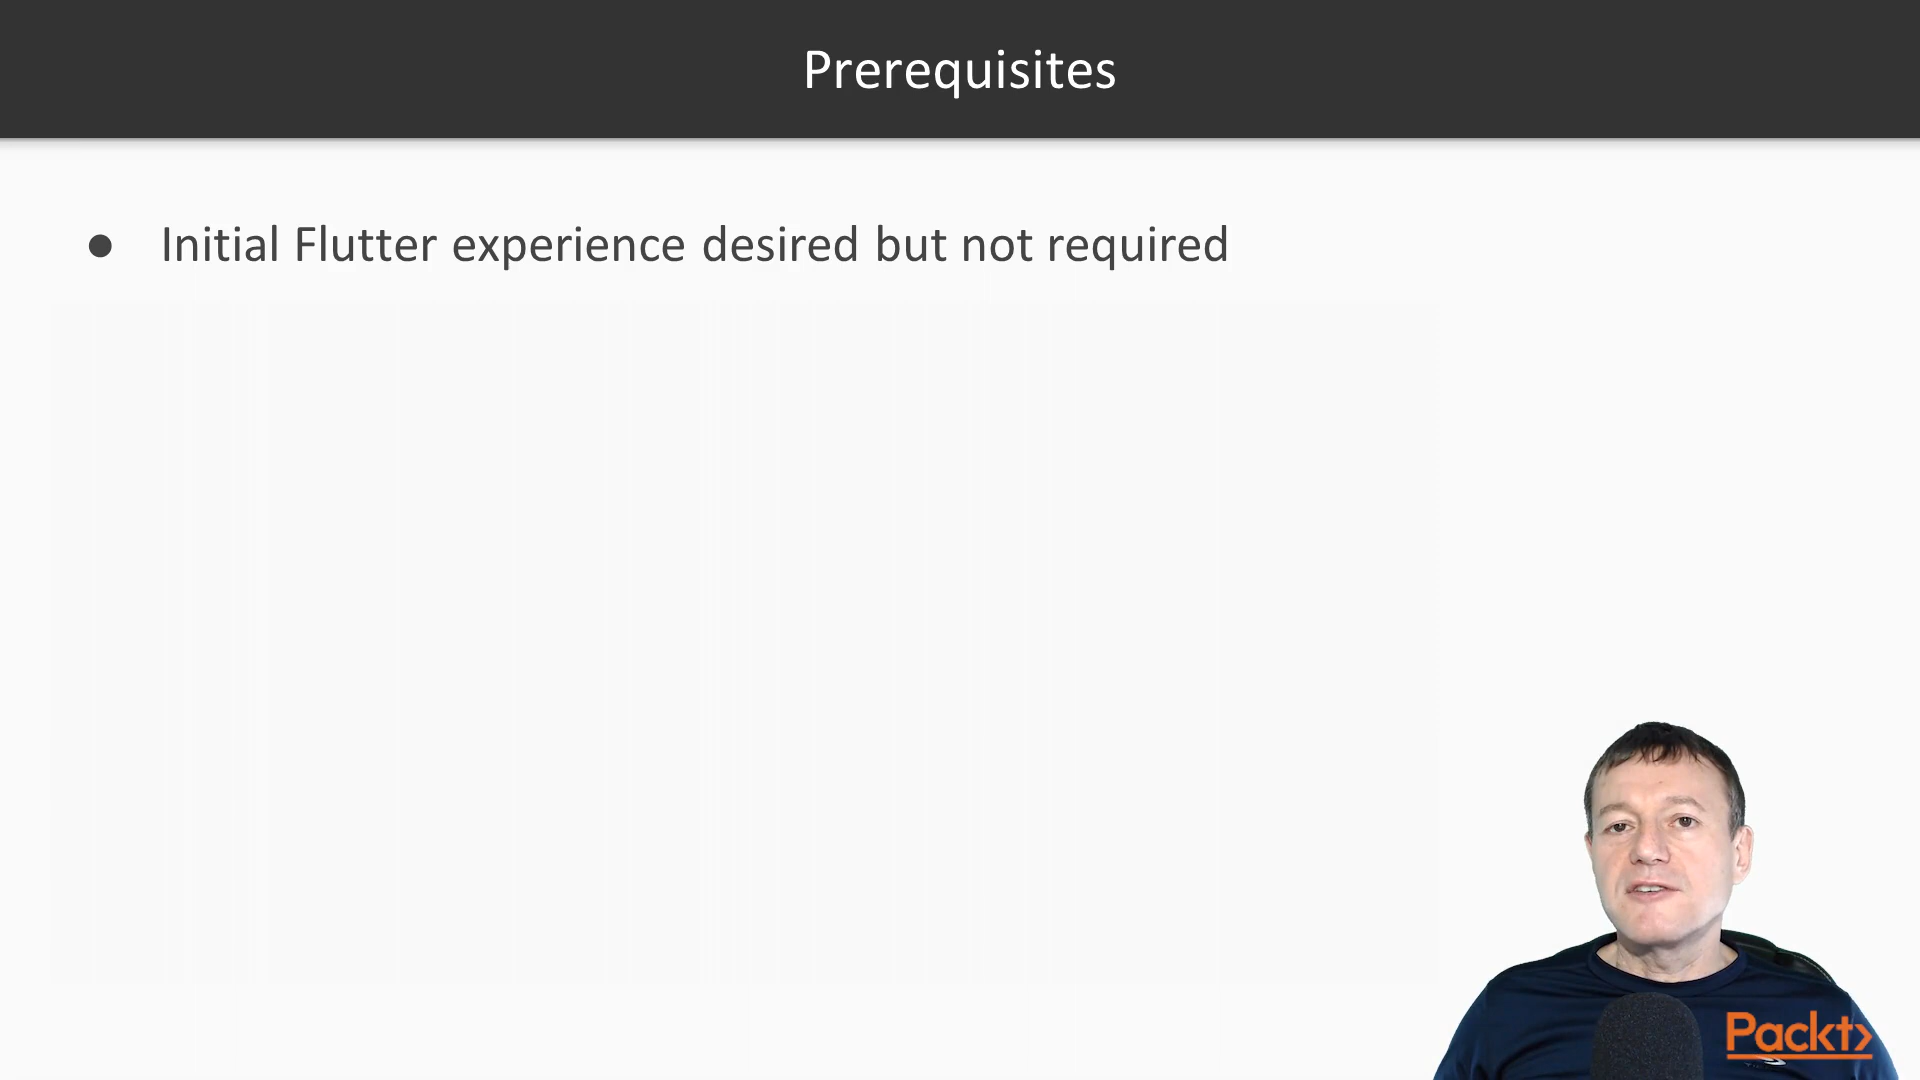 Prerequisites
● Initial Flutter experience desired but not required
Packt>